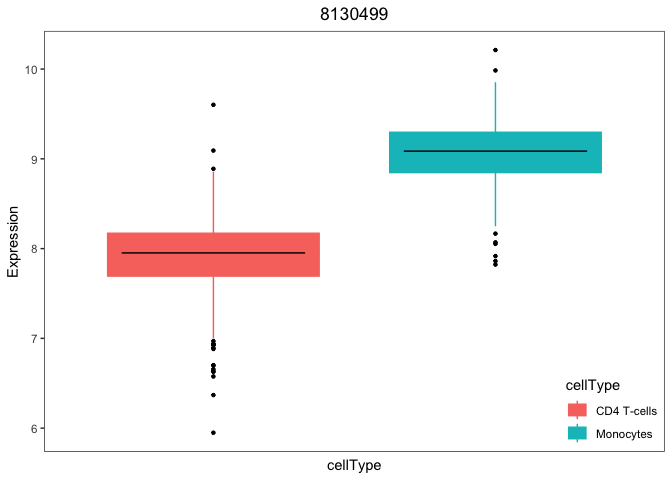 8130499
Expression
10
9
8
7
6
cellType
CD4 T-cells
Monocytes
cellType